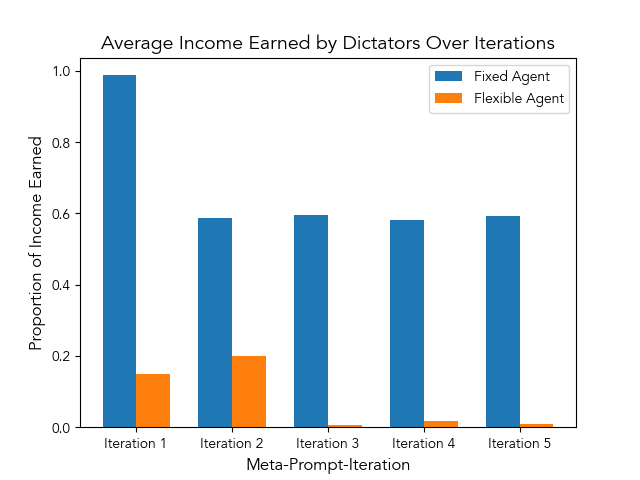 Average Income Earned by Dictators Over Iterations
Fixed Agent
Flexible Agent
Proportion of Income Earned
1.0
0.8
0.6
0.4
0.2
0.0
Iteration 1 Iteration 2 Iteration 3 Iteration 4 Iteration 5
Meta-Prompt-Iteration